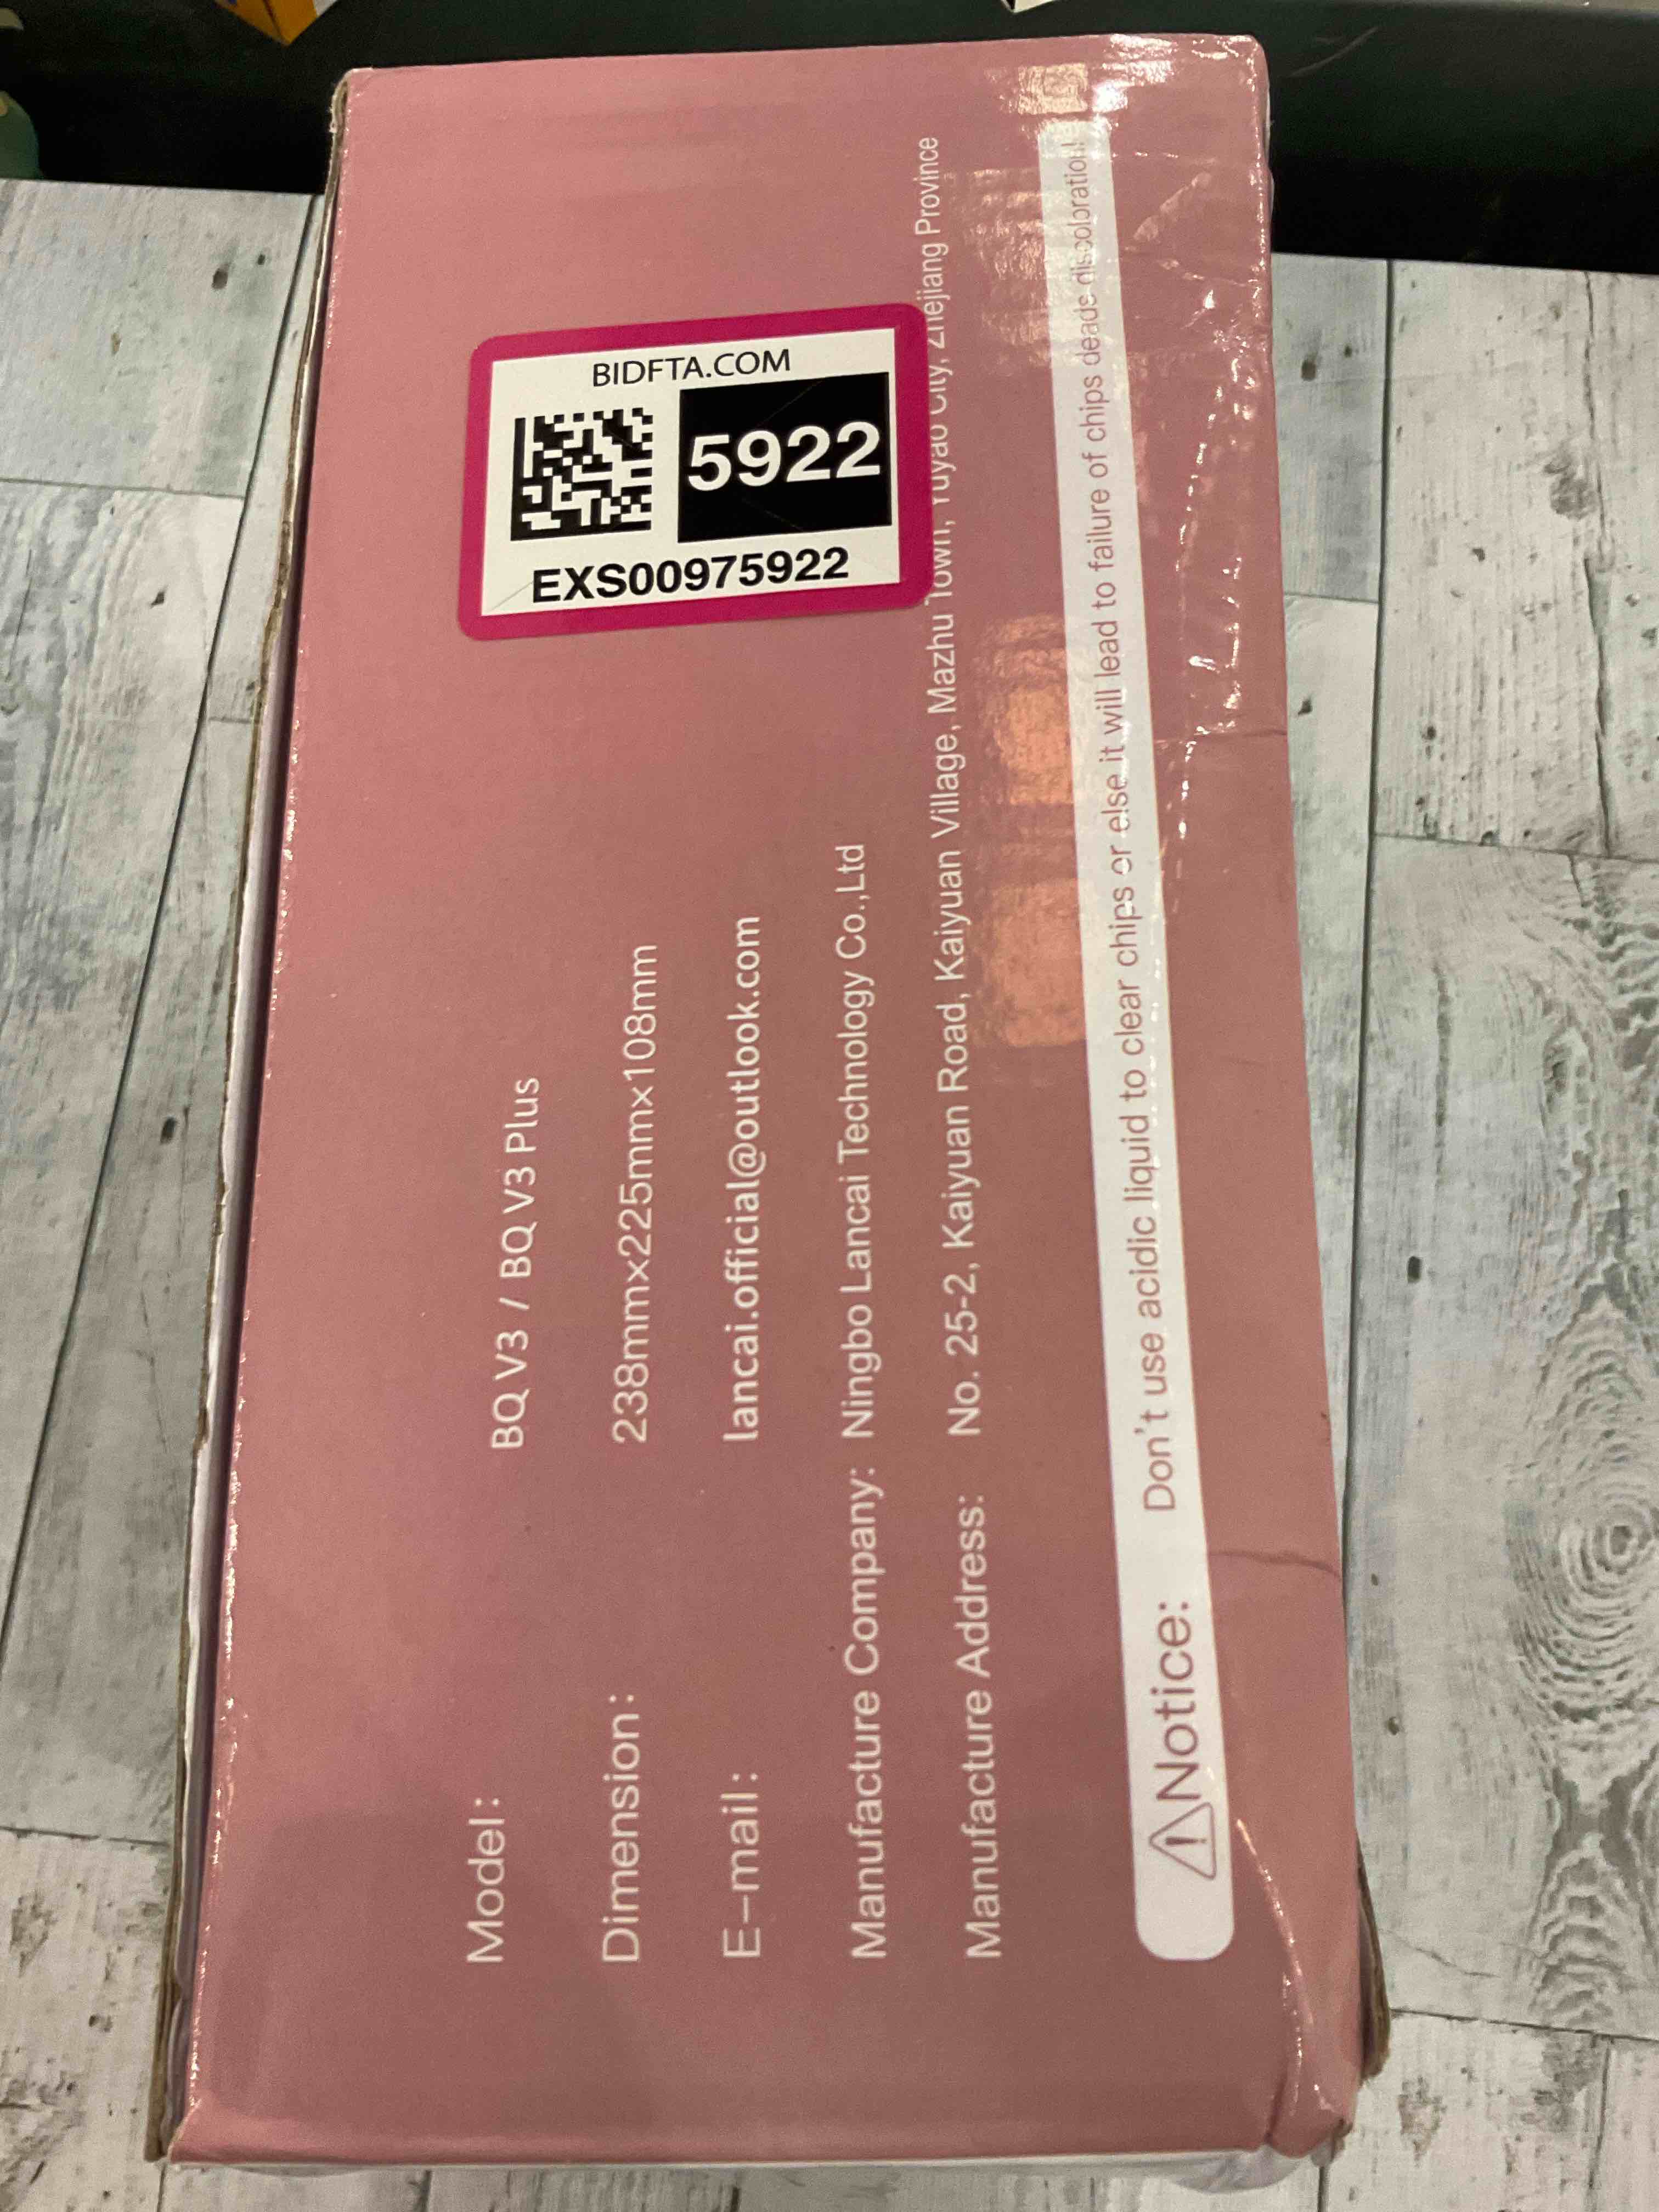 BIDFTA.COM
5922
EXS00975922
Model: BQ V3 / BQ V3 Plus
Dimension: 238mm×225mm×108mm
E-mail: lancai.official@outlook.com
Manufacture Company: Ningbo Lancai Technology Co.,Ltd
Manufacture Address: No. 25-2, Kaiyuan Road, Kaiyuan Village, Mazhu Town, Yuyao City, Zhejiang Province
⚠Notice: Don't use acidic liquid to clear chips or else it will lead to failure of chips deads discoloration!